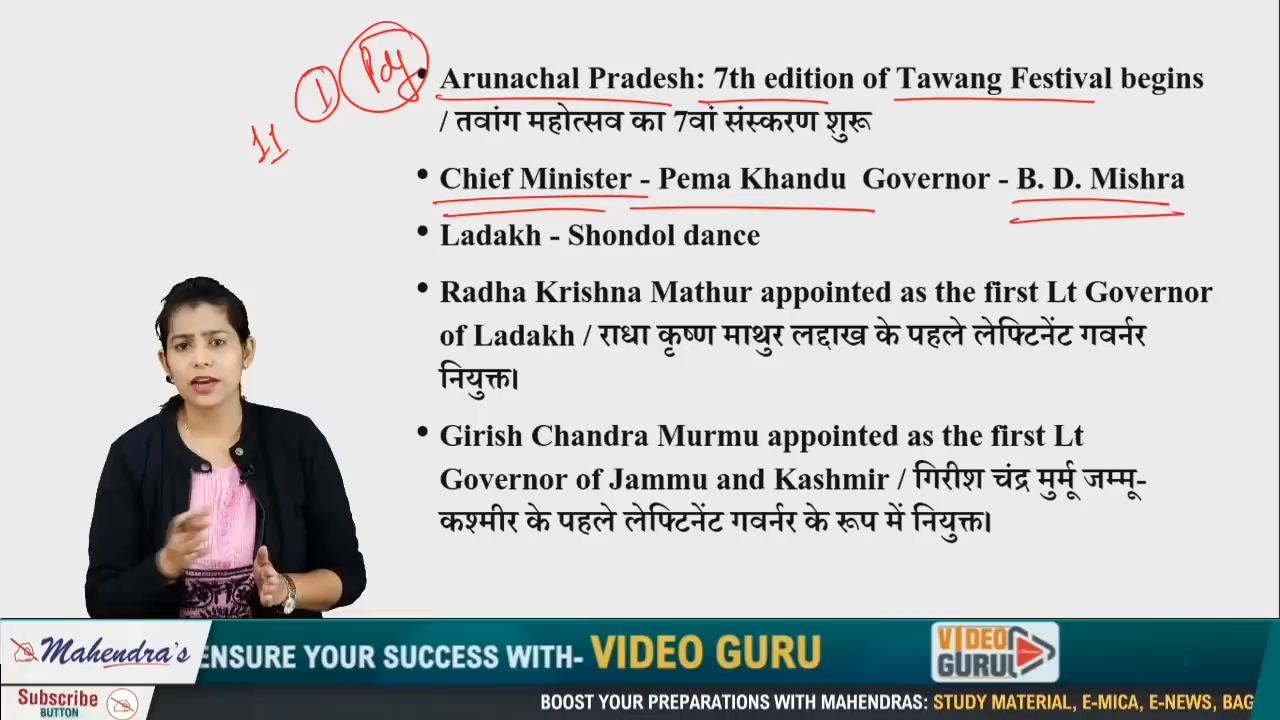 11
Arunachal Pradesh: 7th edition of Tawang Festival begins
/ तवांग महोत्सव का 7वां संस्करण शुरू
Chief Minister - Pema Khandu Governor - B. D. Mishra
Ladakh - Shondol dance
Radha Krishna Mathur appointed as the first Lt Governor
of Ladakh / राधा कृष्ण माथुर लद्दाख के पहले लेफ्टिनेंट गवर्नर
नियुक्त।
Girish Chandra Murmu appointed as the first Lt
Governor of Jammu and Kashmir / गिरीश चंद्र मुर्मू जम्मू-
कश्मीर के पहले लेफ्टिनेंट गवर्नर के रूप में नियुक्त।
Mahendra's
ENSURE YOUR SUCCESS WITH- VIDEO GURU
VIDEO
GURU
Subscribe
BUTTON
BOOST YOUR PREPARATIONS WITH MAHENDRAS: STUDY MATERIAL, E-MICA, E-NEWS, BAG